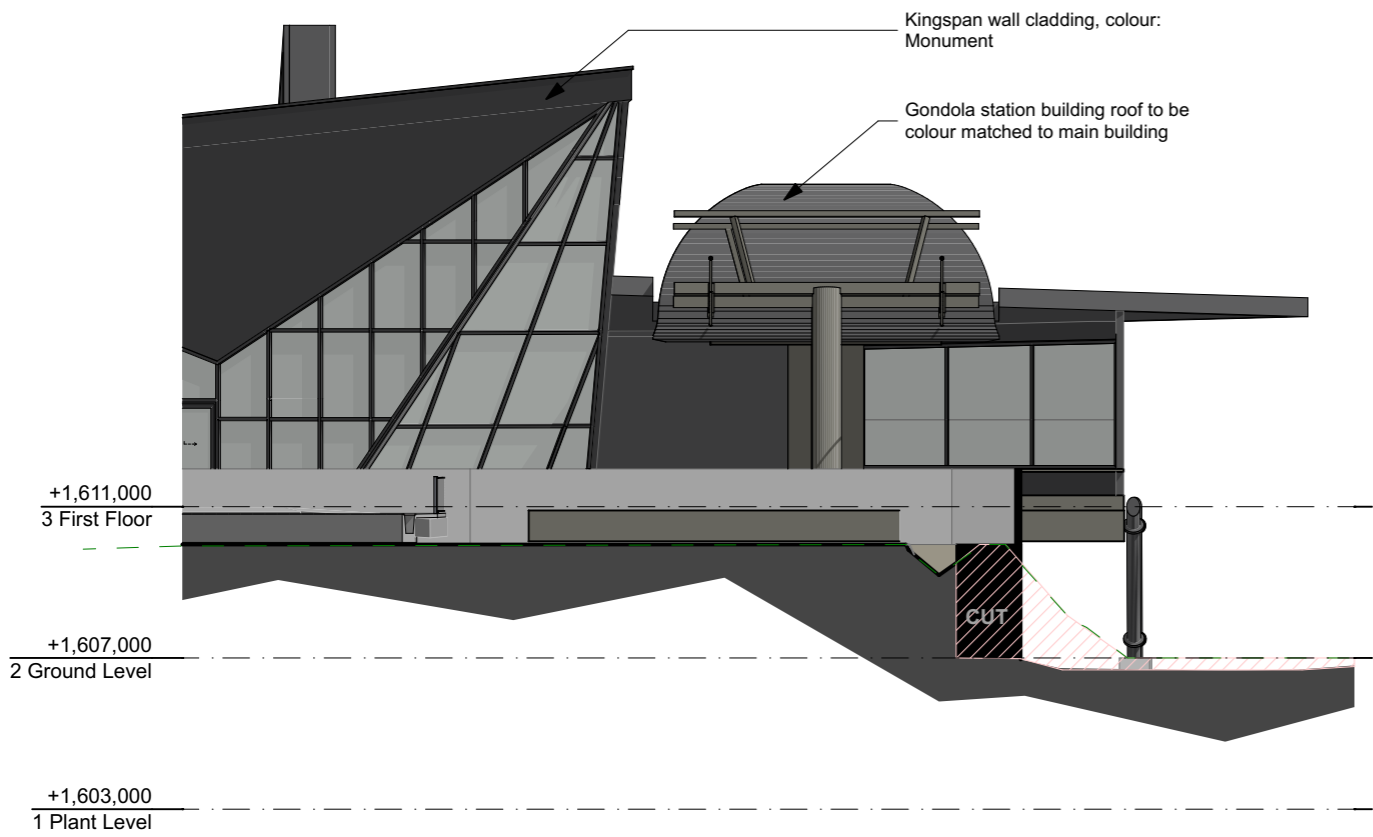 Kingspan wall cladding, colour:
Monument
Gondola station building roof to be
colour matched to main building
+1,611,000
3 First Floor
CUT
+1,607,000
2 Ground Level
+1,603,000
1 Plant Level